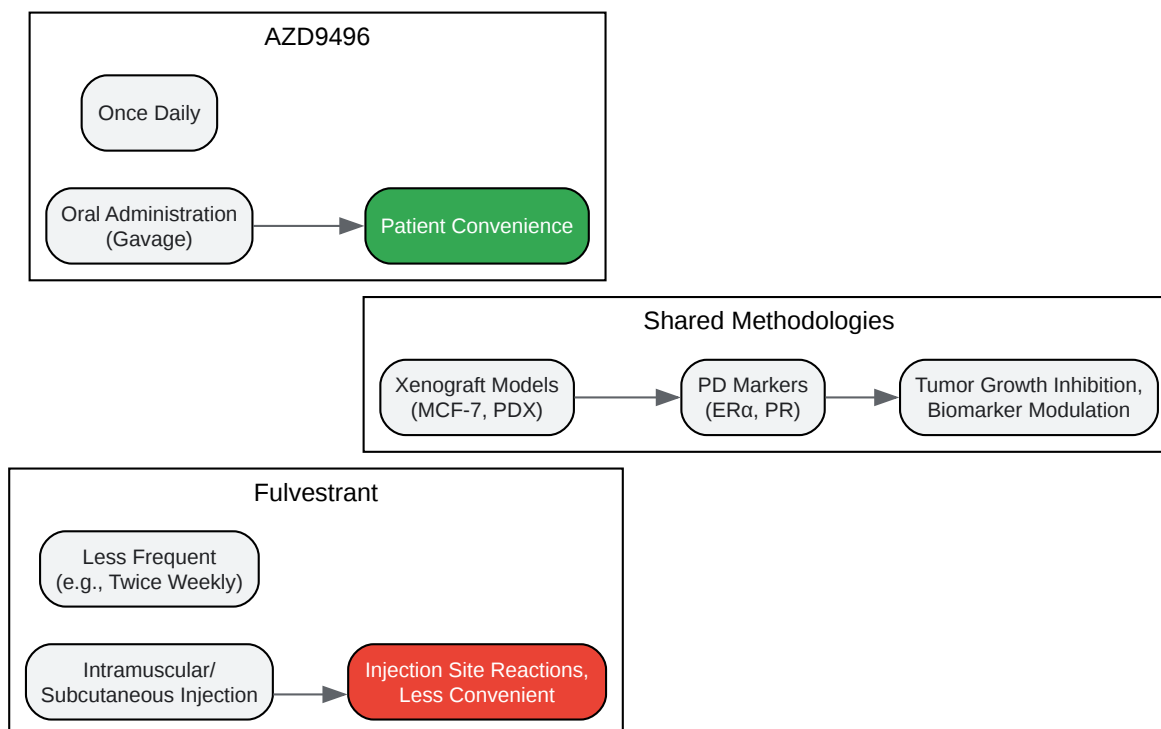 AZD9496
Once Daily
Oral Administration
(Gavage)
Patient Convenience
Shared Methodologies
Xenograft Models
(MCF-7, PDX)
PD Markers
(ERα, PR)
Tumor Growth Inhibition,
Biomarker Modulation
Fulvestrant
Less Frequent
(e.g., Twice Weekly)
Intramuscular/
Subcutaneous Injection
Injection Site Reactions,
Less Convenient